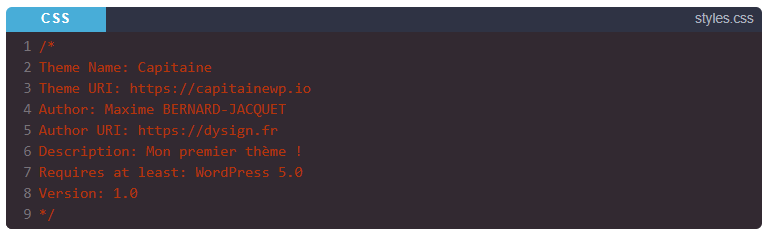 CSS styles.css
1 /*
2 Theme Name: Capitaine
3 Theme URI: https://capitainewp.io
4 Author: Maxime BERNARD-JACQUET
5 Author URI: https://dysign.fr
6 Description: Mon premier thème !
7 Requires at least: WordPress 5.0
8 Version: 1.0
9 */